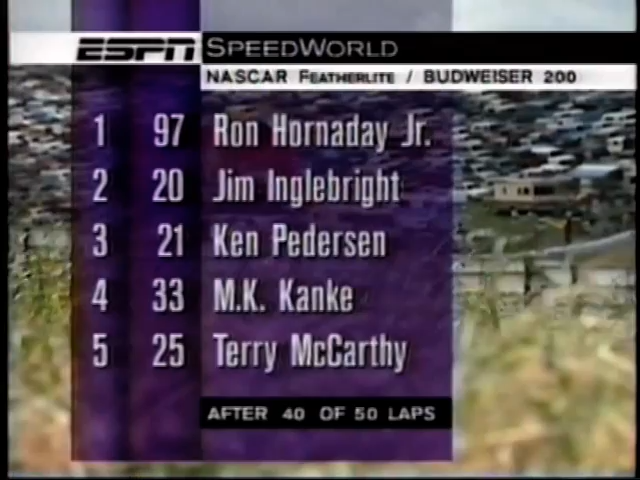 ESPN SPEEDWORLD
NASCAR FEATHERLITE / BUDWEISER 200
1 97 Ron Hornaday Jr.
2 20 Jim Inglebright
3 21 Ken Pedersen
4 33 M.K. Kanke
5 25 Terry McCarthy
AFTER 40 OF 50 LAPS